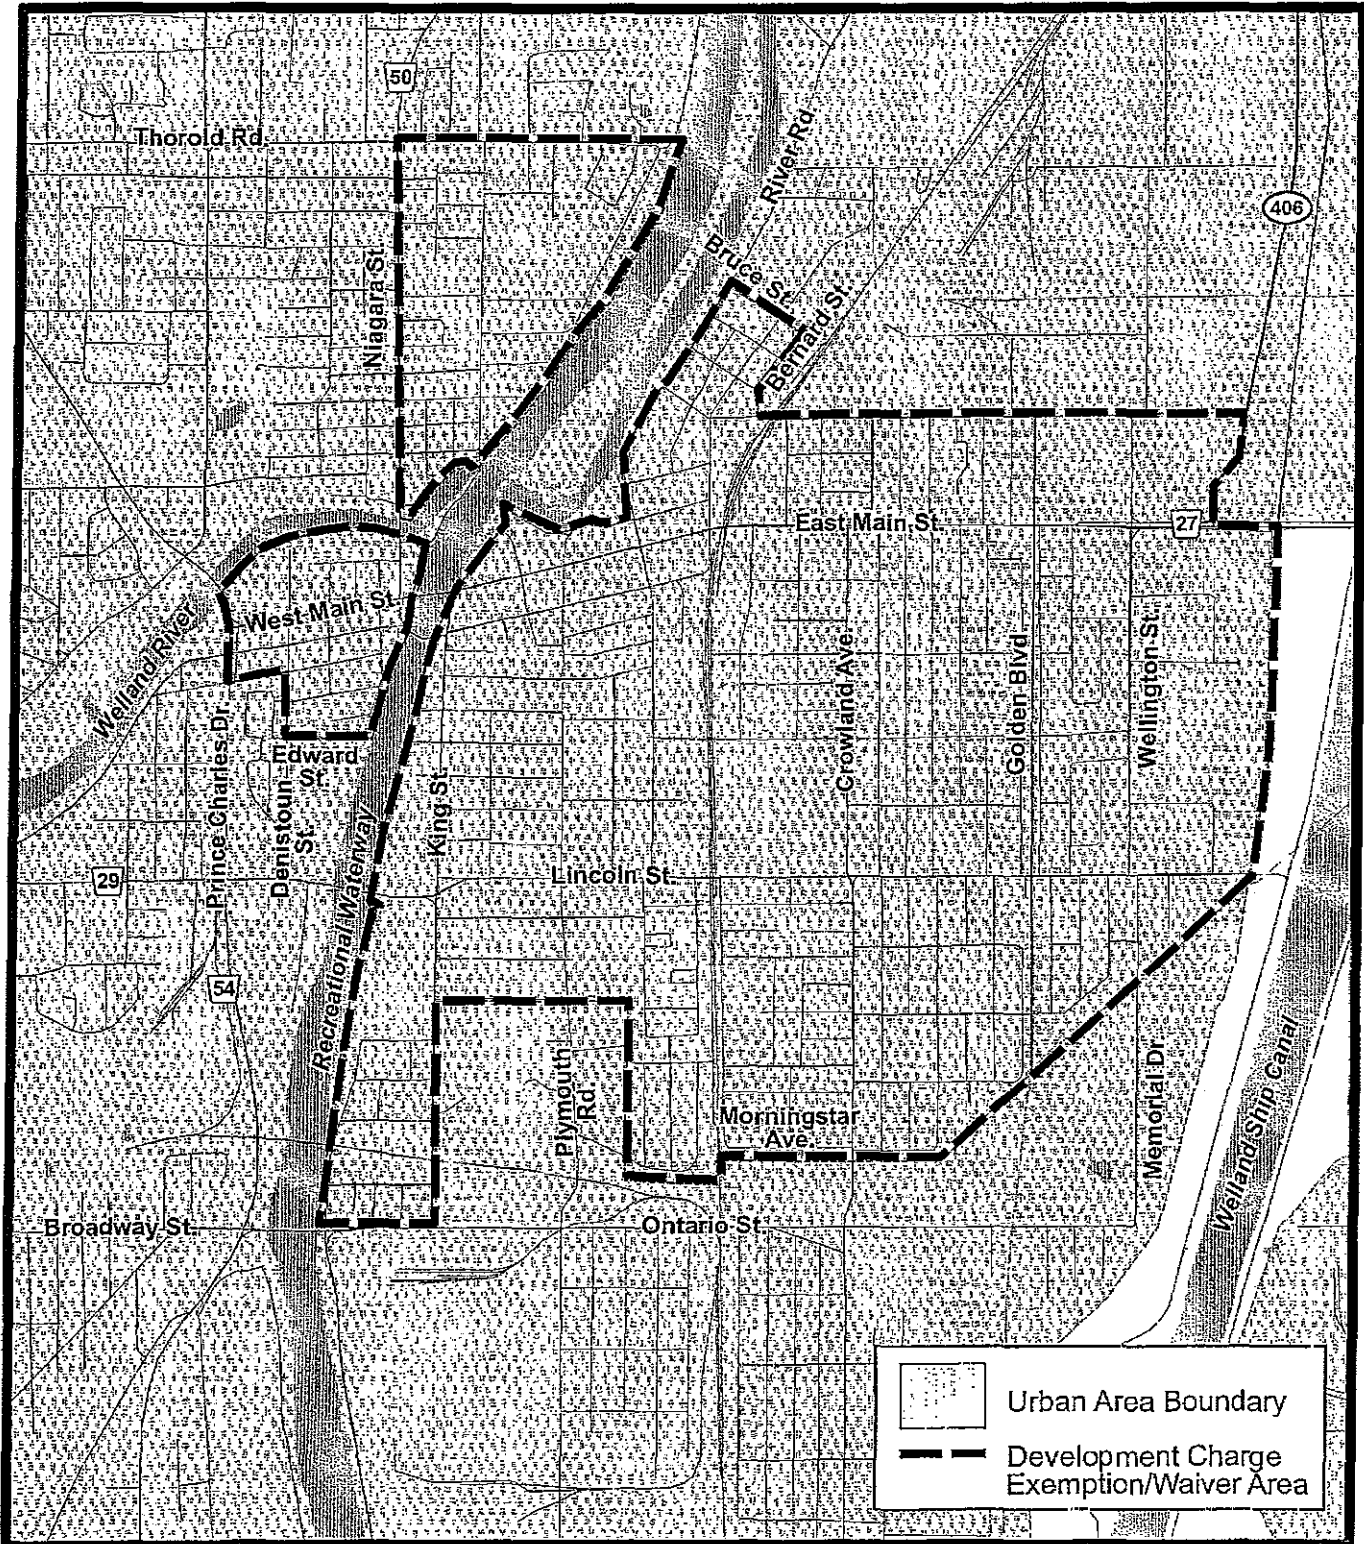 50
Thorold Rd.
River Rd.
406
Bruce St.
Niagara St.
Bernard St.
East Main St.
27
West Main St.
Welland River
Crowland Ave.
Golden Blvd.
Wellington St.
Prince Charles Dr.
Edward
St.
Denistoun
St.
King St.
Recreational Waterway
29
Lincoln St.
54
Plymouth
Rd.
Morningstar
Ave.
Memorial Dr.
Welland Ship Canal
Broadway St.
Ontario St.
Urban Area Boundary
Development Charge
Exemption/Waiver Area